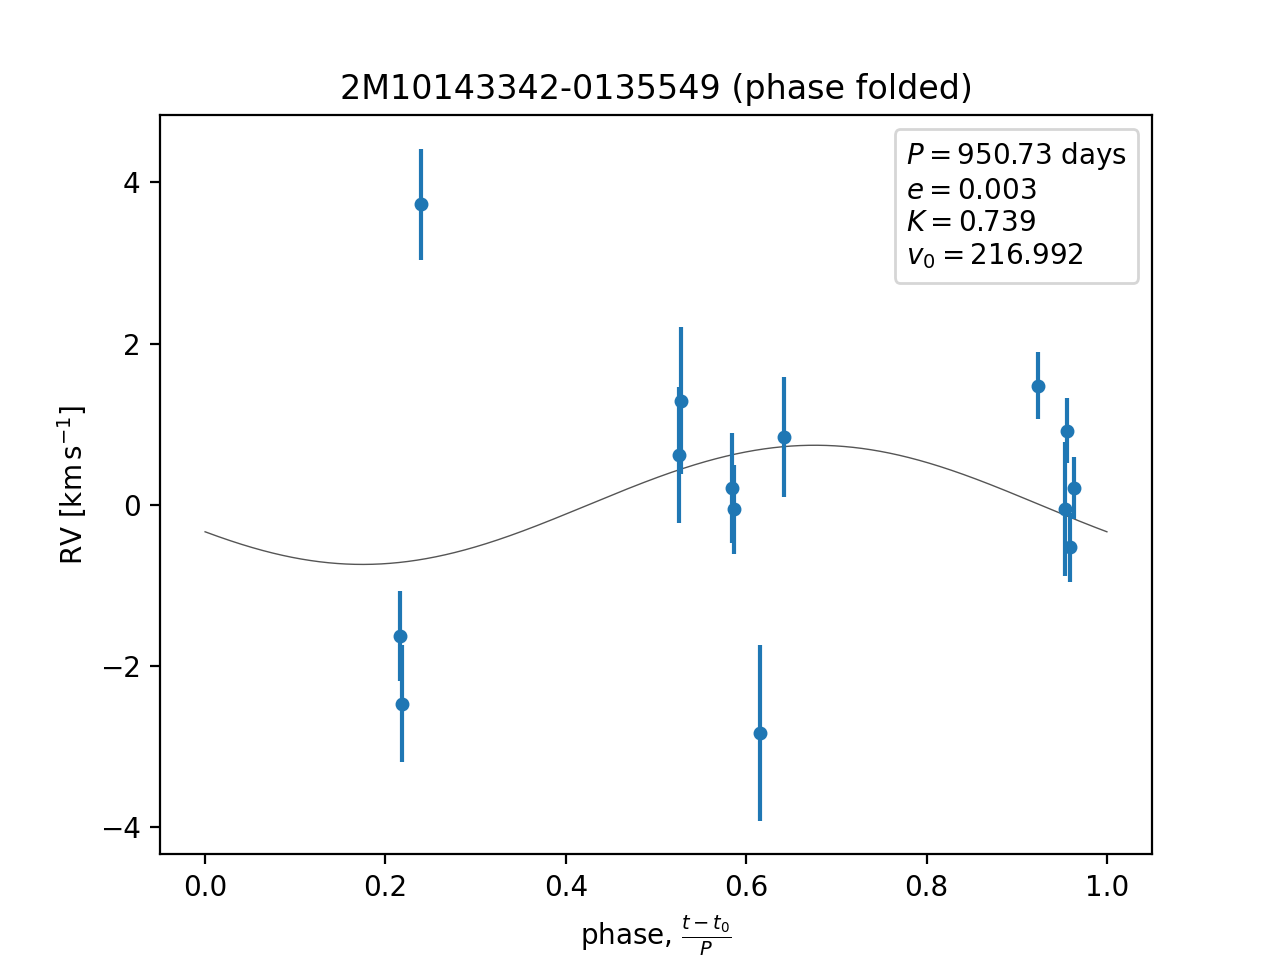 2M10143342-0135549 (phase folded)
P = 950.73 days
e = 0.003
K = 0.739
v₀ = 216.992
RV [km s⁻¹]
4
2
0
−2
−4
0.0 0.2 0.4 0.6 0.8 1.0
phase, (t − t₀)/P